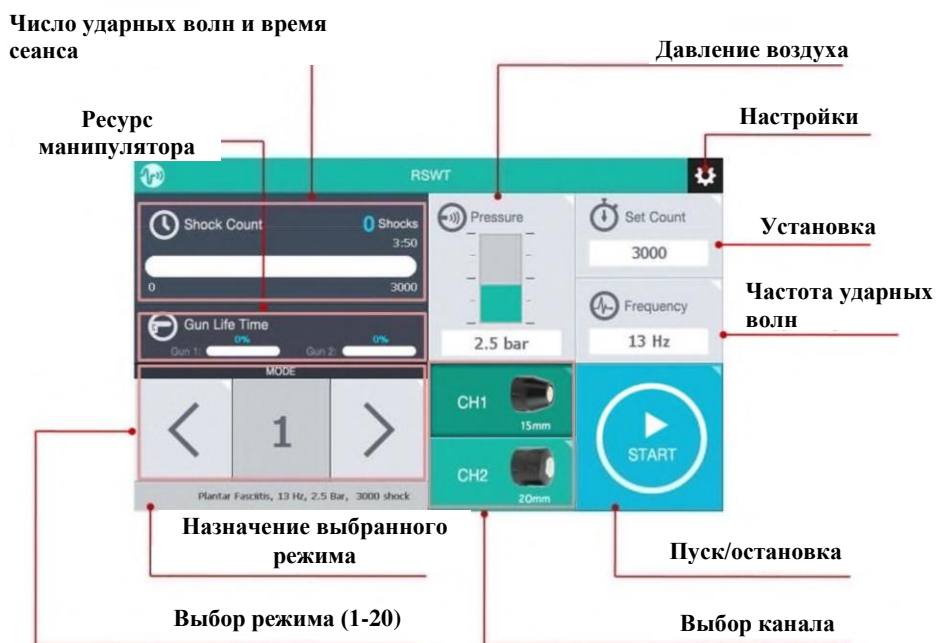 Число ударных волн и время
сеанса
Давление воздуха
Ресурс
манипулятора
Настройки
RSWT
Shock Count
0 Shocks
3:50
0
3000
Pressure
2.5 bar
Set Count
3000
Установка
Частота ударных
волн
Frequency
13 Hz
Gun Life Time
0%
0%
Gun 1:
Gun 2:
MODE
1
CH1
15mm
CH2
20mm
START
Plantar Fasciitis, 13 Hz, 2.5 Bar, 3000 shock
Назначение выбранного
режима
Пуск/остановка
Выбор режима (1-20)
Выбор канала